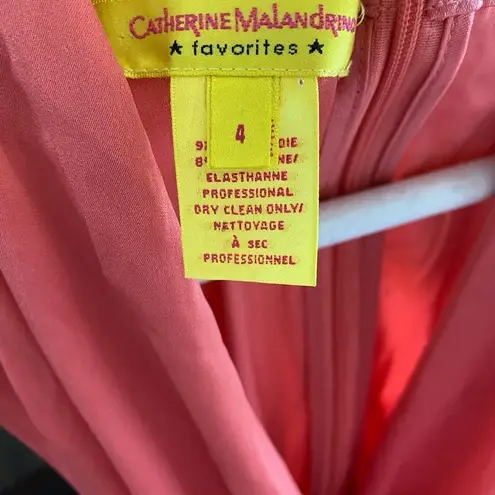 CATHERINE MALANDRINO
★ favorites ★
4
ELASTHANNE
PROFESSIONAL
DRY CLEAN ONLY/
NETTOYAGE
À SEC
PROFESSIONNEL